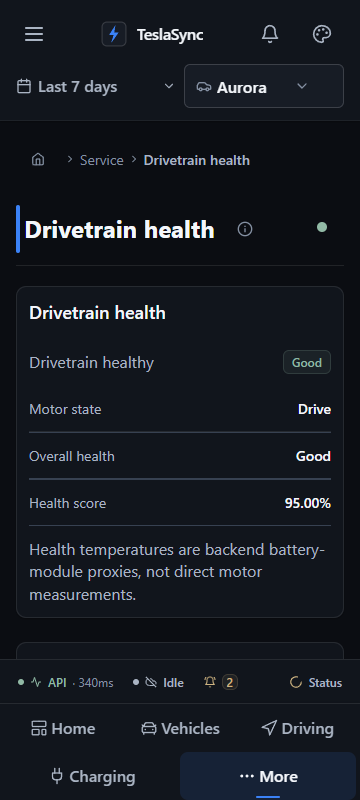 TeslaSync
Last 7 days
Aurora
Service
Drivetrain health
Drivetrain health
Drivetrain health
Drivetrain healthy
Good
Motor state
Drive
Overall health
Good
Health score
95.00%
Health temperatures are backend battery-
module proxies, not direct motor
measurements.
API · 340ms
Idle
2
Status
Home
Vehicles
Driving
Charging
More